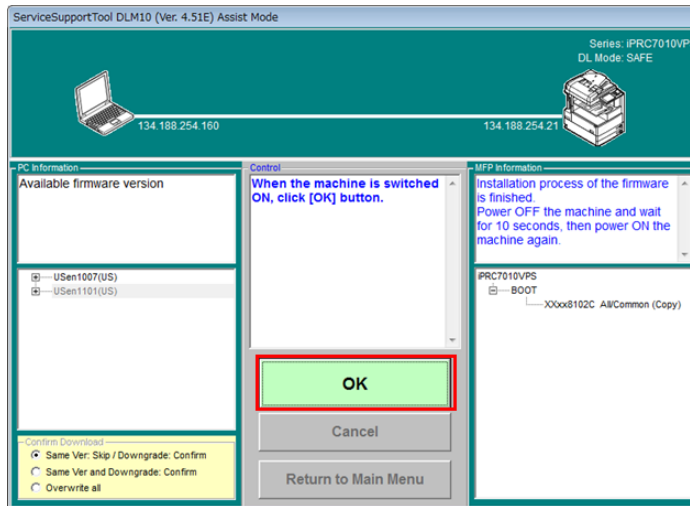 ServiceSupportTool DLM10 (Ver. 4.51E) Assist Mode
Series: iPRC7010VP
DL Mode: SAFE
134.188.254.160
134.188.254.21
PC Information
Available firmware version
USen1007(US)
USen1101(US)
Confirm Download
Same Ver: Skip / Downgrade: Confirm
Same Ver and Downgrade: Confirm
Overwrite all
Control
When the machine is switched
ON, click [OK] button.
OK
Cancel
Return to Main Menu
MFP Information
Installation process of the firmware
is finished.
Power OFF the machine and wait
for 10 seconds, then power ON the
machine again.
iPRC7010VPS
BOOT
XXxx8102C All/Common (Copy)